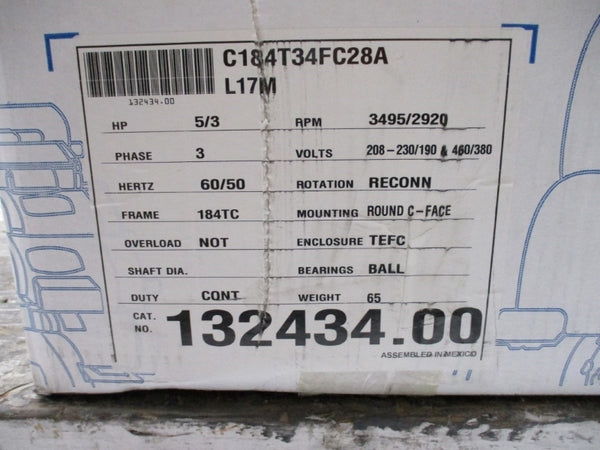 C184T34FC28A
L17M
132434.00
HP 5/3 RPM 3495/2920
PHASE 3 VOLTS 208-230/190 & 460/380
HERTZ 60/50 ROTATION RECONN
FRAME 184TC MOUNTING ROUND C-FACE
OVERLOAD NOT ENCLOSURE TEFC
SHAFT DIA. BEARINGS BALL
DUTY CONT WEIGHT 65
CAT. NO. 132434.00
ASSEMBLED IN MEXICO